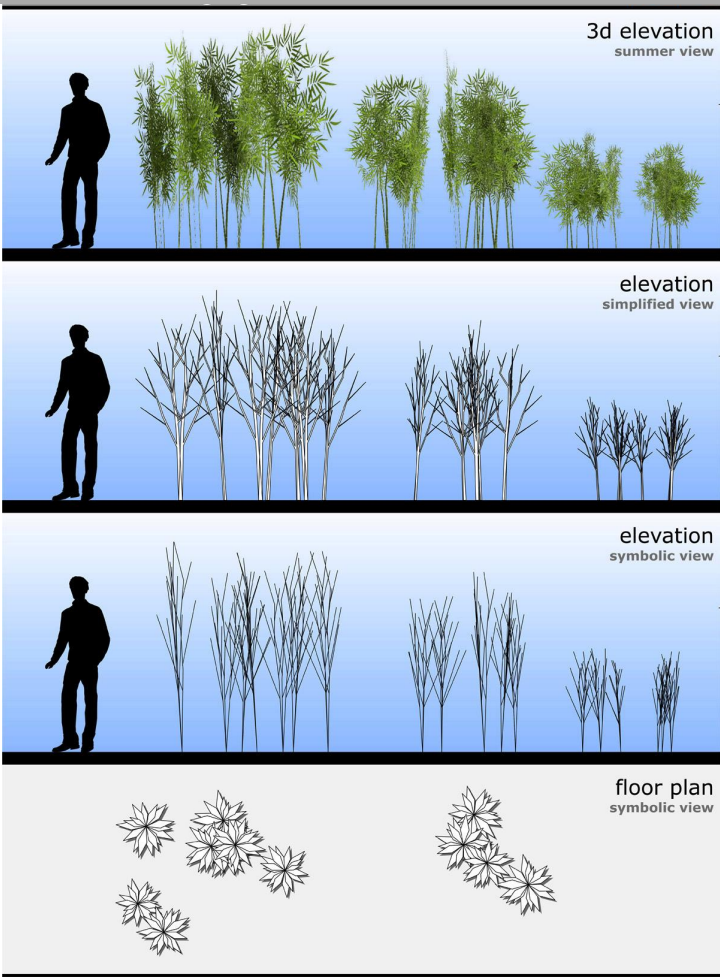 3d elevation
summer view
elevation
simplified view
elevation
symbolic view
floor plan
symbolic view